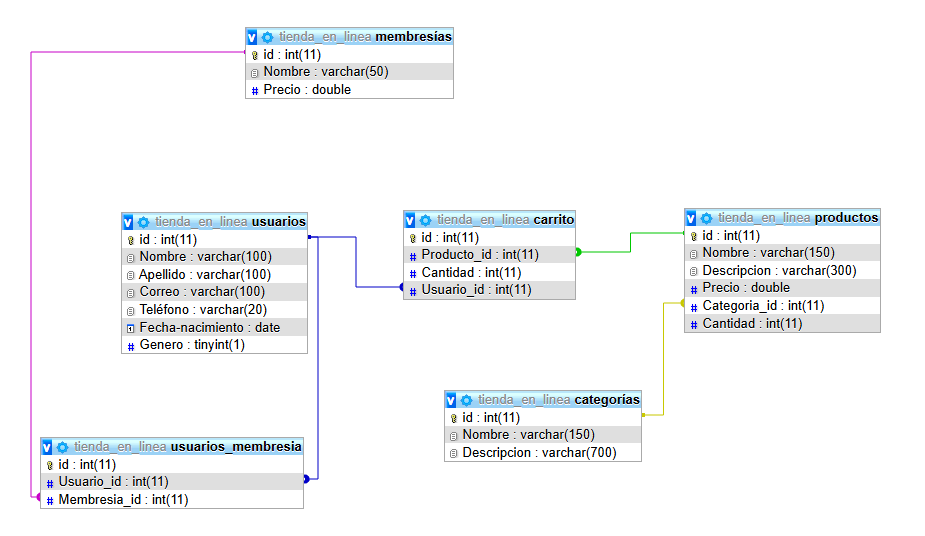 tienda_en_linea membresías
id : int(11)
Nombre : varchar(50)
Precio : double
tienda_en_linea usuarios
id : int(11)
Nombre : varchar(100)
Apellido : varchar(100)
Correo : varchar(100)
Teléfono : varchar(20)
Fecha-nacimiento : date
Genero : tinyint(1)
tienda_en_linea carrito
id : int(11)
Producto_id : int(11)
Cantidad : int(11)
Usuario_id : int(11)
tienda_en_linea productos
id : int(11)
Nombre : varchar(150)
Descripcion : varchar(300)
Precio : double
Categoria_id : int(11)
Cantidad : int(11)
tienda_en_linea categorías
id : int(11)
Nombre : varchar(150)
Descripcion : varchar(700)
tienda_en_linea usuarios_membresia
id : int(11)
Usuario_id : int(11)
Membresia_id : int(11)